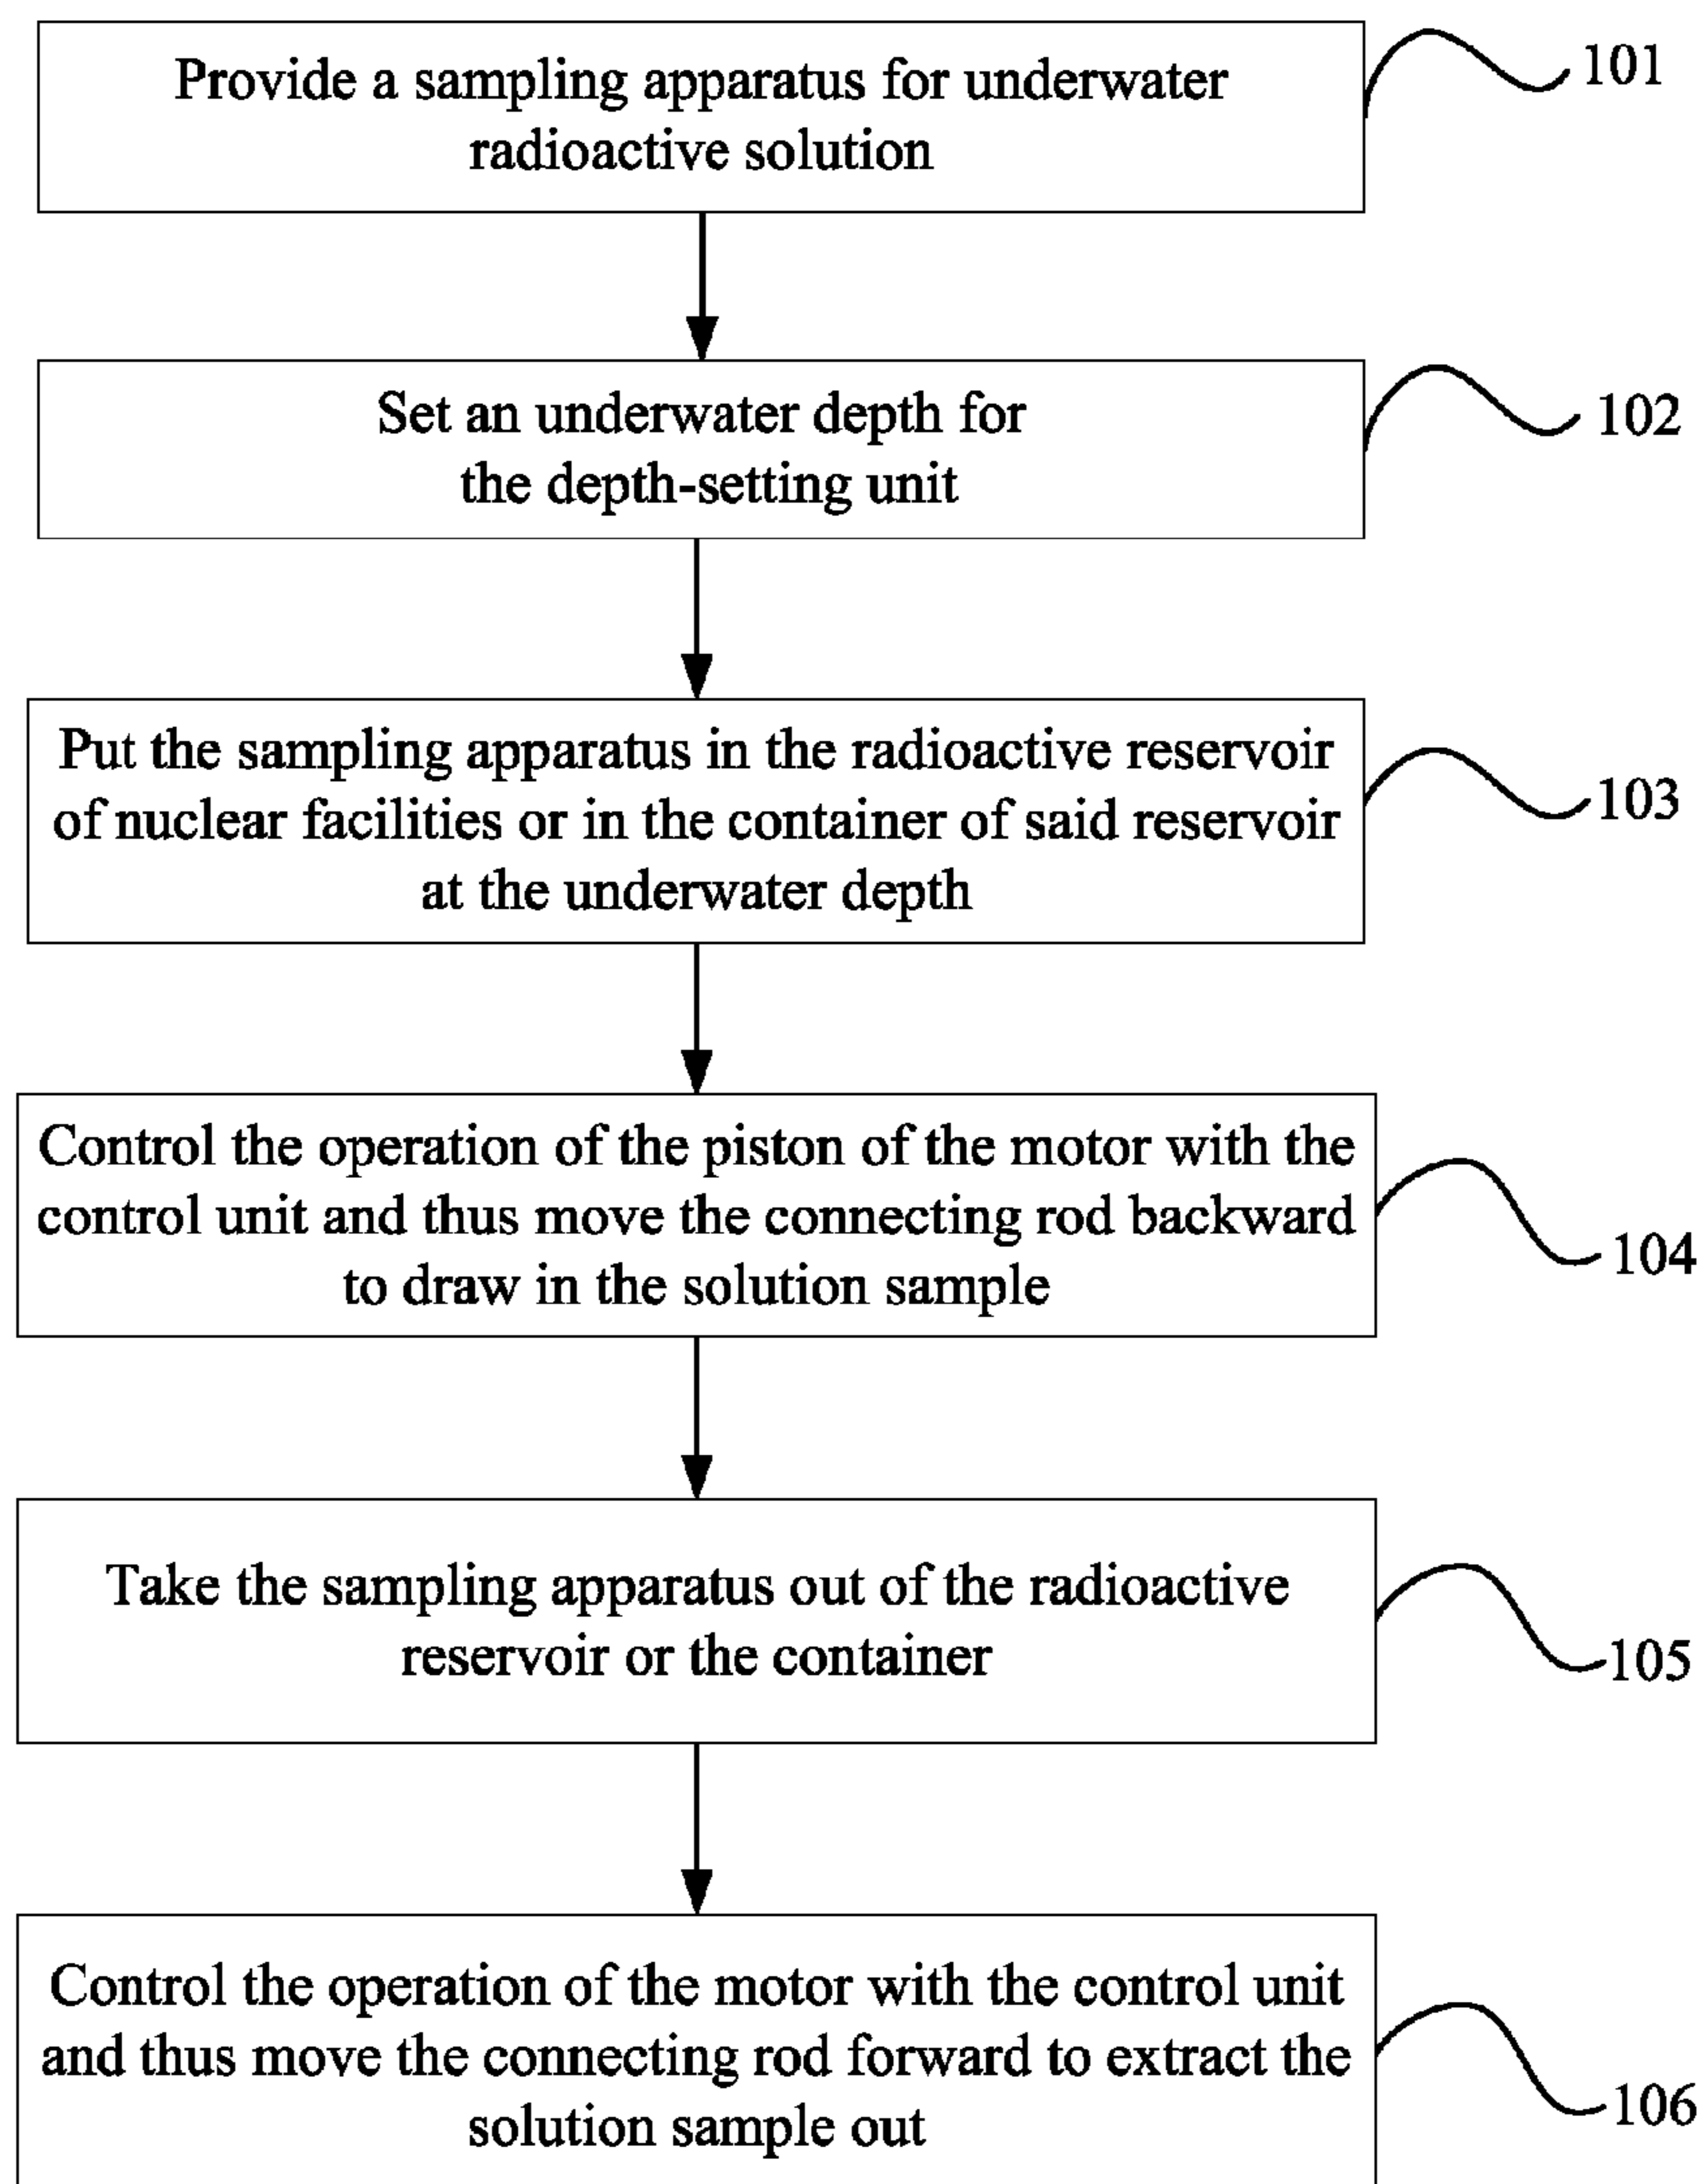 Provide a sampling apparatus for underwater
radioactive solution
101
Set an underwater depth for
the depth-setting unit
102
Put the sampling apparatus in the radioactive reservoir
of nuclear facilities or in the container of said reservoir
at the underwater depth
103
Control the operation of the piston of the motor with the
control unit and thus move the connecting rod backward
to draw in the solution sample
104
Take the sampling apparatus out of the radioactive
reservoir or the container
105
Control the operation of the motor with the control unit
and thus move the connecting rod forward to extract the
solution sample out
106